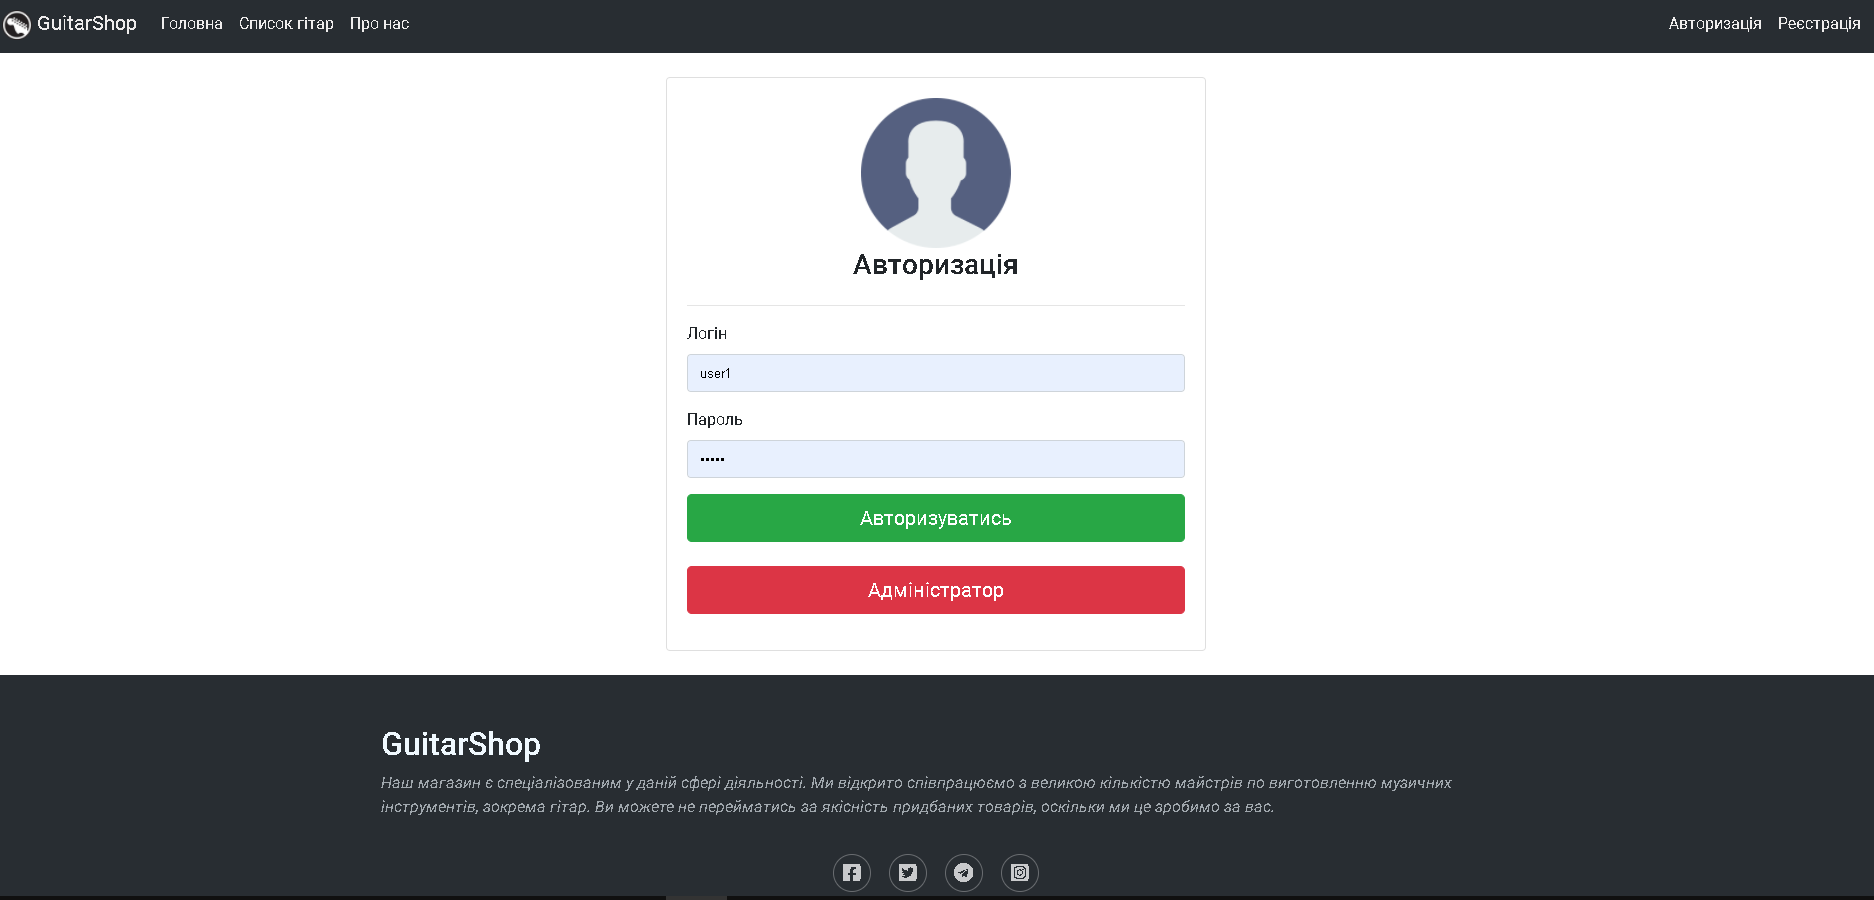 GuitarShop Головна Список гітар Про нас Авторизація Реєстрація
Авторизація
Логін
user1
Пароль
•••••
Авторизуватись
Адміністратор
GuitarShop
Наш магазин є спеціалізованим у даній сфері діяльності. Ми відкрито співпрацюємо з великою кількістю майстрів по виготовленню музичних
інструментів, зокрема гітар. Ви можете не перейматись за якісність придбаних товарів, оскільки ми це зробимо за вас.